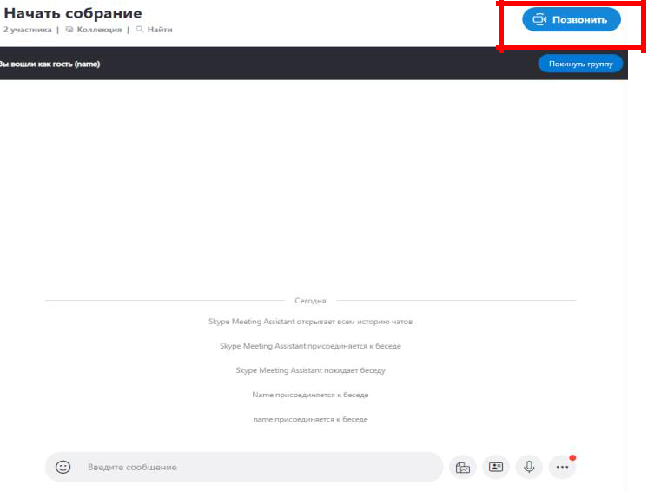 Начать собрание
Позвонить
2 участника | Коллекция | Найти
Вы вошли как гость (name)
Покинуть группу
Сегодня
Skype Meeting Assistant открывает всем историю чатов
Skype Meeting Assistant присоединяется к беседе
Skype Meeting Assistant покидает беседу
Name присоединяется к беседе
name присоединяется к беседе
Введите сообщение